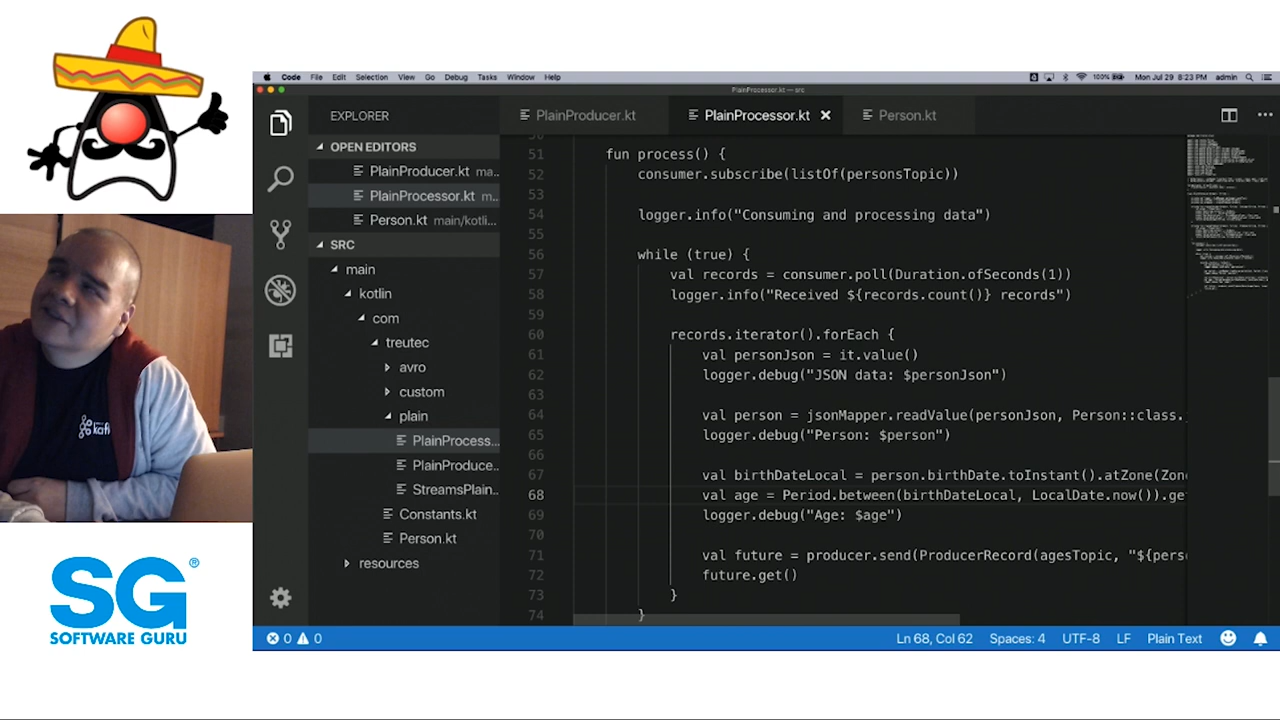 Code File Edit Selection View Go Debug Tasks Window Help
100% Mon Jul 29 8:23 PM admin
PlainProcessor.kt — src
EXPLORER
OPEN EDITORS
PlainProducer.kt ma...
PlainProcessor.kt m...
Person.kt main/kotli...
SRC
main
kotlin
com
treutec
avro
custom
plain
PlainProcess...
PlainProduce...
StreamsPlain...
Constants.kt
Person.kt
resources
PlainProducer.kt PlainProcessor.kt Person.kt
51 fun process() {
52 consumer.subscribe(listOf(personsTopic))
53
54 logger.info("Consuming and processing data")
55
56 while (true) {
57 val records = consumer.poll(Duration.ofSeconds(1))
58 logger.info("Received ${records.count()} records")
59
60 records.iterator().forEach {
61 val personJson = it.value()
62 logger.debug("JSON data: $personJson")
63
64 val person = jsonMapper.readValue(personJson, Person::class.
65 logger.debug("Person: $person")
66
67 val birthDateLocal = person.birthDate.toInstant().atZone(Zon
68 val age = Period.between(birthDateLocal, LocalDate.now()).ge
69 logger.debug("Age: $age")
70
71 val future = producer.send(ProducerRecord(agesTopic, "${pers
72 future.get()
73 }
74 }
0 0
Ln 68, Col 62 Spaces: 4 UTF-8 LF Plain Text
SG®
SOFTWARE GURU